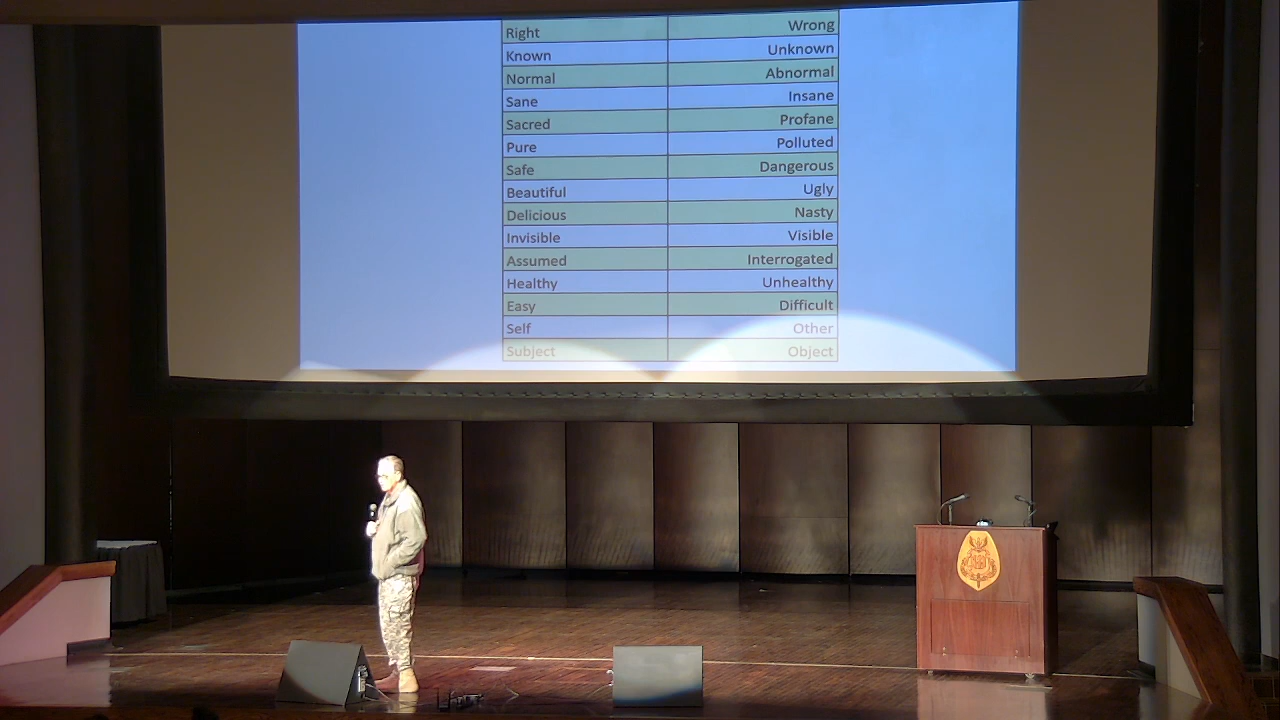 Right Wrong
Known Unknown
Normal Abnormal
Sane Insane
Sacred Profane
Pure Polluted
Safe Dangerous
Beautiful Ugly
Delicious Nasty
Invisible Visible
Assumed Interrogated
Healthy Unhealthy
Easy Difficult
Self Other
Subject Object